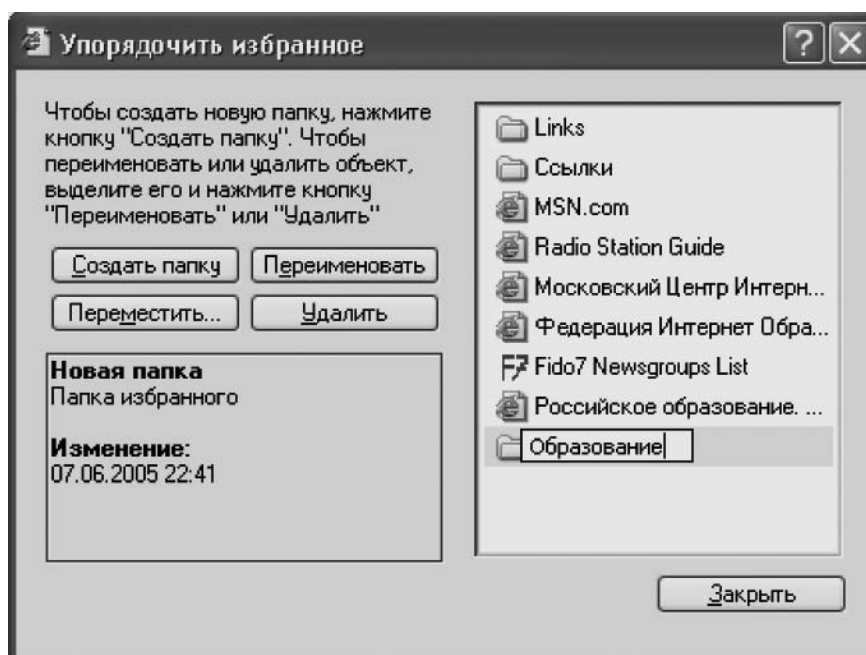 Упорядочить избранное
Чтобы создать новую папку, нажмите
кнопку "Создать папку". Чтобы
переименовать или удалить объект,
выделите его и нажмите кнопку
"Переименовать" или "Удалить"
Создать папку
Переименовать
Переместить...
Удалить
Новая папка
Папка избранного
Изменение:
07.06.2005 22:41
Links
Ссылки
MSN.com
Radio Station Guide
Московский Центр Интерн...
Федерация Интернет Обра...
F7 Fido7 Newsgroups List
Российское образование. ...
Образование
Закрыть